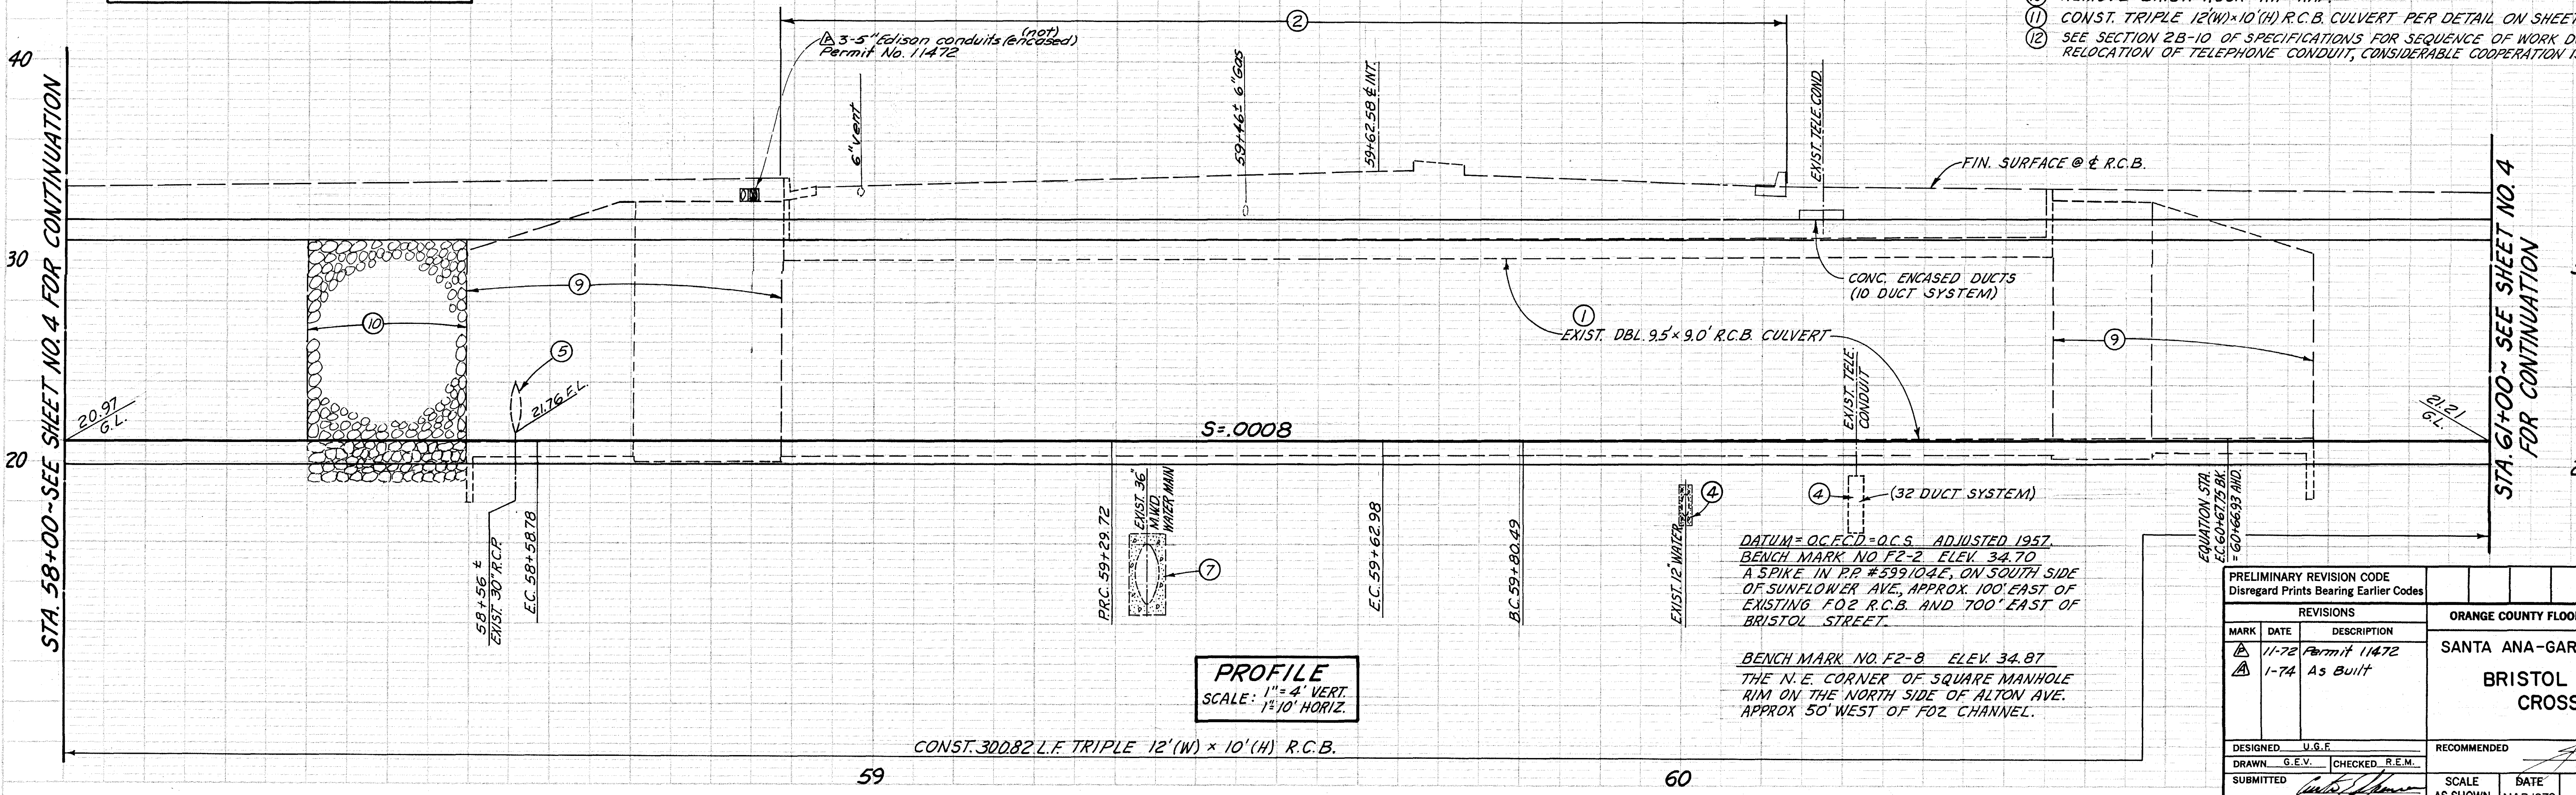 ②
⑪ CONST. TRIPLE 12'(W)×10'(H) R.C.B. CULVERT PER DETAIL ON SHEET
⑫ SEE SECTION 2B-10 OF SPECIFICATIONS FOR SEQUENCE OF WORK
RELOCATION OF TELEPHONE CONDUIT, CONSIDERABLE COOPERATION
P 3-5" Edison conduits (not) (encased)
Permit No. 11472
40
30
20
STA. 58+00~SEE SHEET NO. 4 FOR CONTINUATION
6" vent
59+46± 6" GAS
59+62.58 ℄ INT.
EXIST. TELE. COND.
FIN. SURFACE @ ℄ R.C.B.
STA. 61+00~ SEE SHEET NO. 4
FOR CONTINUATION
CONC. ENCASED DUCTS
(10 DUCT SYSTEM)
⑨
⑩
①
EXIST. DBL. 9.5'×9.0' R.C.B. CULVERT
⑨
⑤
21.76 F.L.
EXIST. TELE.
CONDUIT
20.97
G.L.
S=.0008
21.21
G.L.
58+56 ±
EXIST. 30" R.C.P.
E.C. 58+58.78
P.R.C. 59+29.72
EXIST. 36"
M.W.D.
WATER MAIN
⑦
E.C. 59+62.98
B.C. 59+80.49
EXIST. 12" WATER
④
④
(32 DUCT SYSTEM)
EQUATION STA.
E.C. 60+67.75 BK.
= 60+66.93 AHD.
DATUM = O.C.F.C.D. = O.C.S. ADJUSTED 1957.
BENCH MARK NO F2-2 ELEV. 34.70
A SPIKE IN P.P. #599104E, ON SOUTH SIDE
OF SUNFLOWER AVE., APPROX. 100' EAST OF
EXISTING F02 R.C.B. AND 700' EAST OF
BRISTOL STREET.
BENCH MARK NO. F2-8 ELEV. 34.87
THE N.E. CORNER OF SQUARE MANHOLE
RIM ON THE NORTH SIDE OF ALTON AVE.
APPROX 50' WEST OF F02 CHANNEL.
PROFILE
SCALE: 1"=4' VERT.
1"=10' HORIZ.
CONST. 300.82 L.F. TRIPLE 12'(W) × 10'(H) R.C.B.
59
60
PRELIMINARY REVISION CODE
Disregard Prints Bearing Earlier Codes
REVISIONS
MARK DATE DESCRIPTION
P 11-72 Permit 11472
A 1-74 As Built
ORANGE COUNTY
SANTA ANA-
BRISTOL
DESIGNED U.G.F.
DRAWN G.E.V. CHECKED R.E.M.
SUBMITTED
RECOMMENDED
SCALE
AS SHOWN
DATE